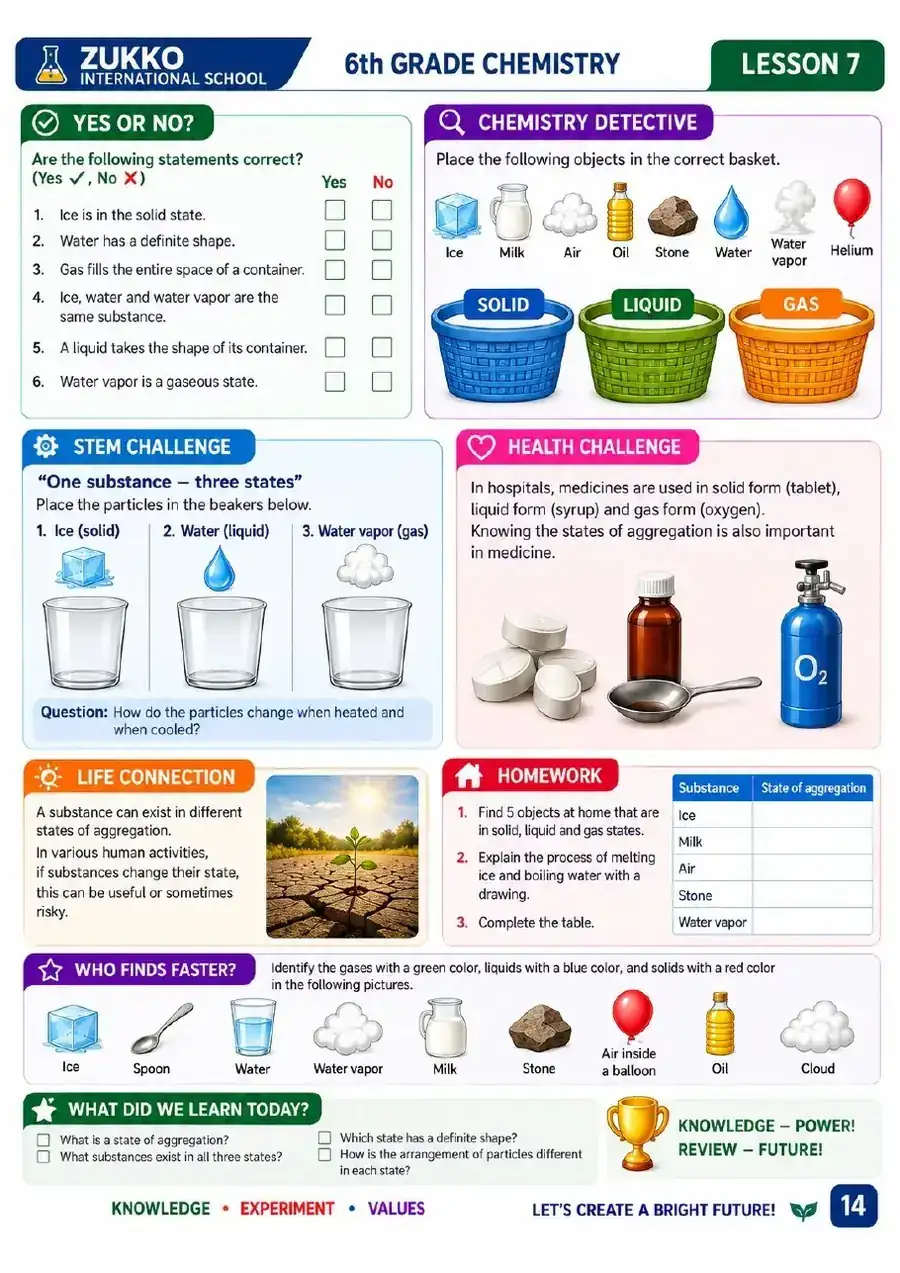 ZUKKO
INTERNATIONAL SCHOOL
6th GRADE CHEMISTRY
LESSON 7
YES OR NO?
Are the following statements correct?
(Yes ✓, No ✗)
Yes No
1. Ice is in the solid state.
2. Water has a definite shape.
3. Gas fills the entire space of a container.
4. Ice, water and water vapor are the
same substance.
5. A liquid takes the shape of its container.
6. Water vapor is a gaseous state.
CHEMISTRY DETECTIVE
Place the following objects in the correct basket.
Ice Milk Air Oil Stone Water Water vapor Helium
SOLID LIQUID GAS
STEM CHALLENGE
“One substance – three states”
Place the particles in the beakers below.
1. Ice (solid) 2. Water (liquid) 3. Water vapor (gas)
Question: How do the particles change when heated and
when cooled?
HEALTH CHALLENGE
In hospitals, medicines are used in solid form (tablet),
liquid form (syrup) and gas form (oxygen).
Knowing the states of aggregation is also important
in medicine.
O2
LIFE CONNECTION
A substance can exist in different
states of aggregation.
In various human activities,
if substances change their state,
this can be useful or sometimes
risky.
HOMEWORK
1. Find 5 objects at home that are
in solid, liquid and gas states.
2. Explain the process of melting
ice and boiling water with a
drawing.
3. Complete the table.
Substance State of aggregation
Ice
Milk
Air
Stone
Water vapor
WHO FINDS FASTER?
Identify the gases with a green color, liquids with a blue color, and solids with a red color
in the following pictures.
Ice Spoon Water Water vapor Milk Stone Air inside a balloon Oil Cloud
WHAT DID WE LEARN TODAY?
What is a state of aggregation?
What substances exist in all three states?
Which state has a definite shape?
How is the arrangement of particles different
in each state?
KNOWLEDGE – POWER!
REVIEW – FUTURE!
KNOWLEDGE • EXPERIMENT • VALUES
LET'S CREATE A BRIGHT FUTURE!
14